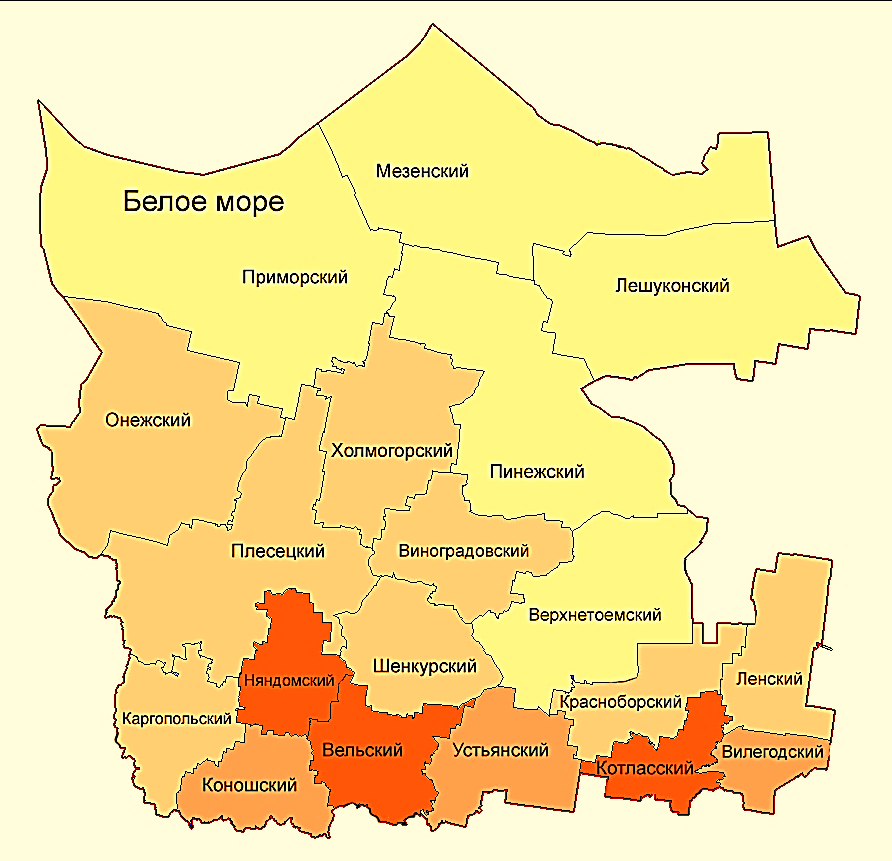 Мезенский
Белое море
Приморский
Лешуконский
Онежский
Холмогорский
Пинежский
Плесецкий
Виноградовский
Верхнетоемский
Шенкурский
Няндомский
Ленский
Красноборский
Каргопольский
Вельский
Устьянский
Вилегодский
Котласский
Коношский